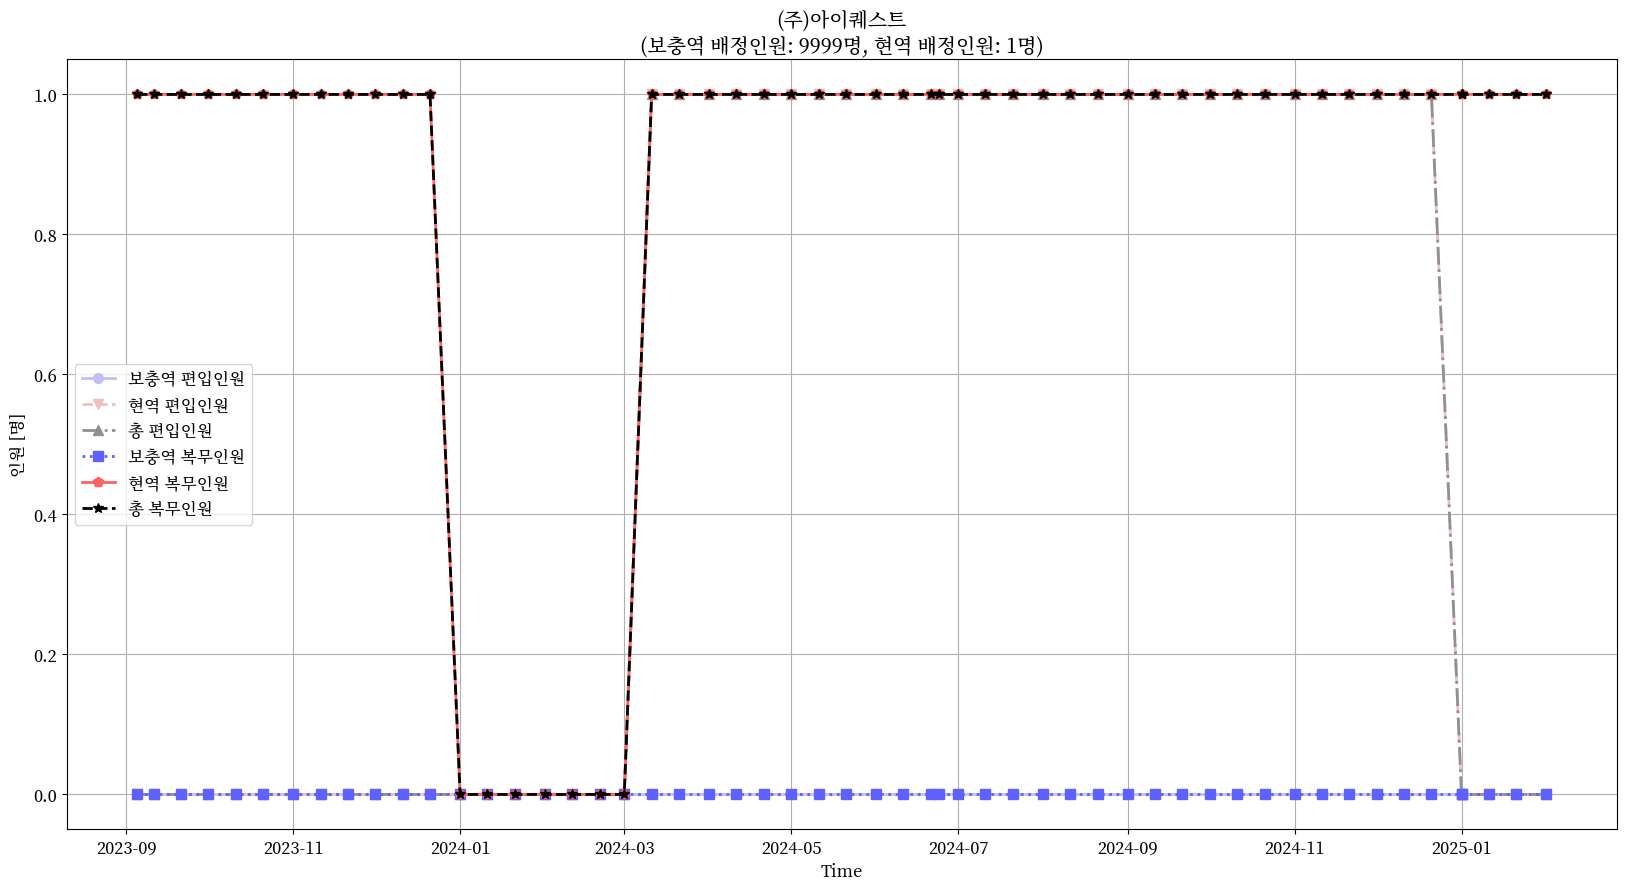 (주)아이퀘스트
(보충역 배정인원: 9999명, 현역 배정인원: 1명)
1.0
0.8
0.6
0.4
0.2
0.0
인원 [명]
보충역 편입인원
현역 편입인원
총 편입인원
보충역 복무인원
현역 복무인원
총 복무인원
2023-09
2023-11
2024-01
2024-03
2024-05
2024-07
2024-09
2024-11
2025-01
Time